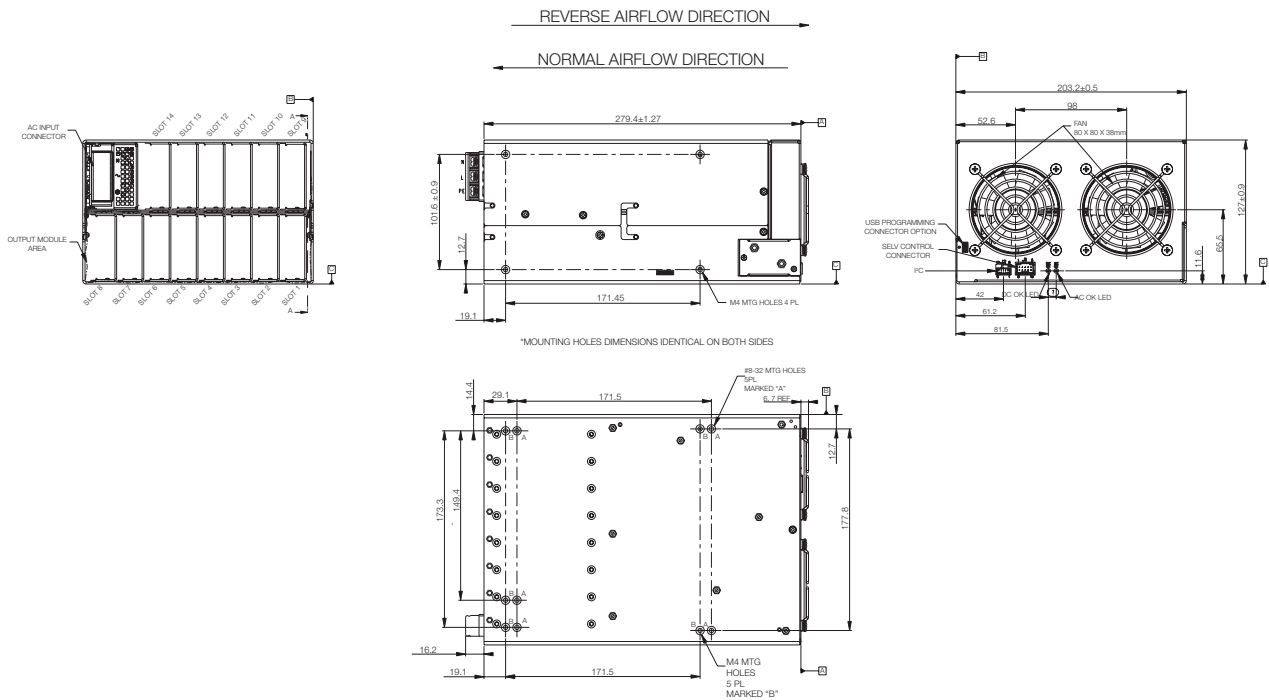 REVERSE AIRFLOW DIRECTION
NORMAL AIRFLOW DIRECTION
B
A
AC INPUT
CONNECTOR
SLOT 14
SLOT 13
SLOT 12
SLOT 11
SLOT 10
SLOT 9
OUTPUT MODULE
AREA
SLOT 8
SLOT 7
SLOT 6
SLOT 5
SLOT 4
SLOT 3
SLOT 2
SLOT 1
A
C
279.4±1.27
A
N
L
PE
101.6 ±0.9
12.7
C
171.45
M4 MTG HOLES 4 PL
19.1
*MOUNTING HOLES DIMENSIONS IDENTICAL ON BOTH SIDES
B
203.2±0.5
98
52.6
FAN
80 X 80 X 38mm
127±0.9
65.5
11.6
USB PROGRAMMING
CONNECTOR OPTION
SELV CONTROL
CONNECTOR
I²C
C
42
DC OK LED
7
AC OK LED
61.2
81.5
#8-32 MTG HOLES
5PL
MARKED "A"
6.7 REF
B
14.4
29.1
171.5
B
A
B
A
12.7
173.3
149.4
177.8
B
A
B
A
B
A
16.2
19.1
171.5
M4 MTG
HOLES
5 PL
MARKED "B"
A